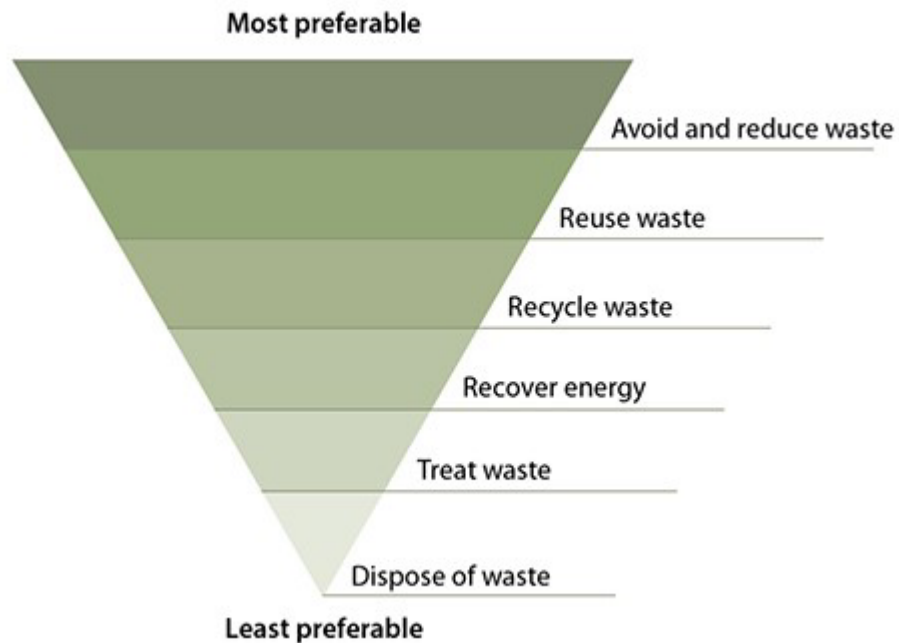 Most preferable
Avoid and reduce waste
Reuse waste
Recycle waste
Recover energy
Treat waste
Dispose of waste
Least preferable